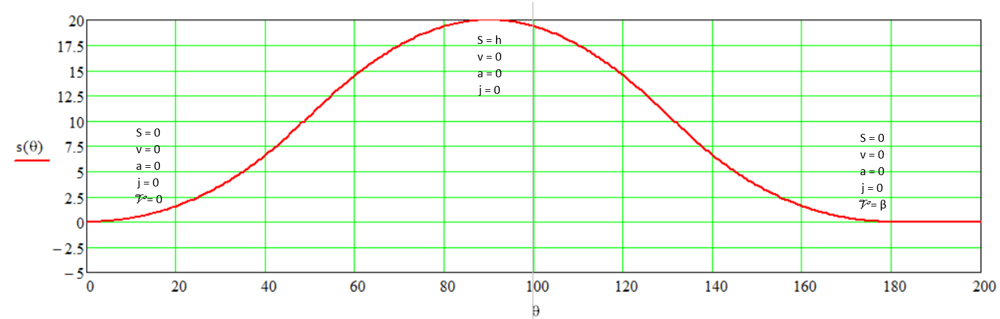 20
17.5
15
12.5
10
7.5
5
2.5
0
−2.5
−5
s(θ)
S = 0
v = 0
a = 0
j = 0
𝒱 = 0
S = h
v = 0
a = 0
j = 0
S = 0
v = 0
a = 0
j = 0
𝒱 = β
0 20 40 60 80 100 120 140 160 180 200
θ